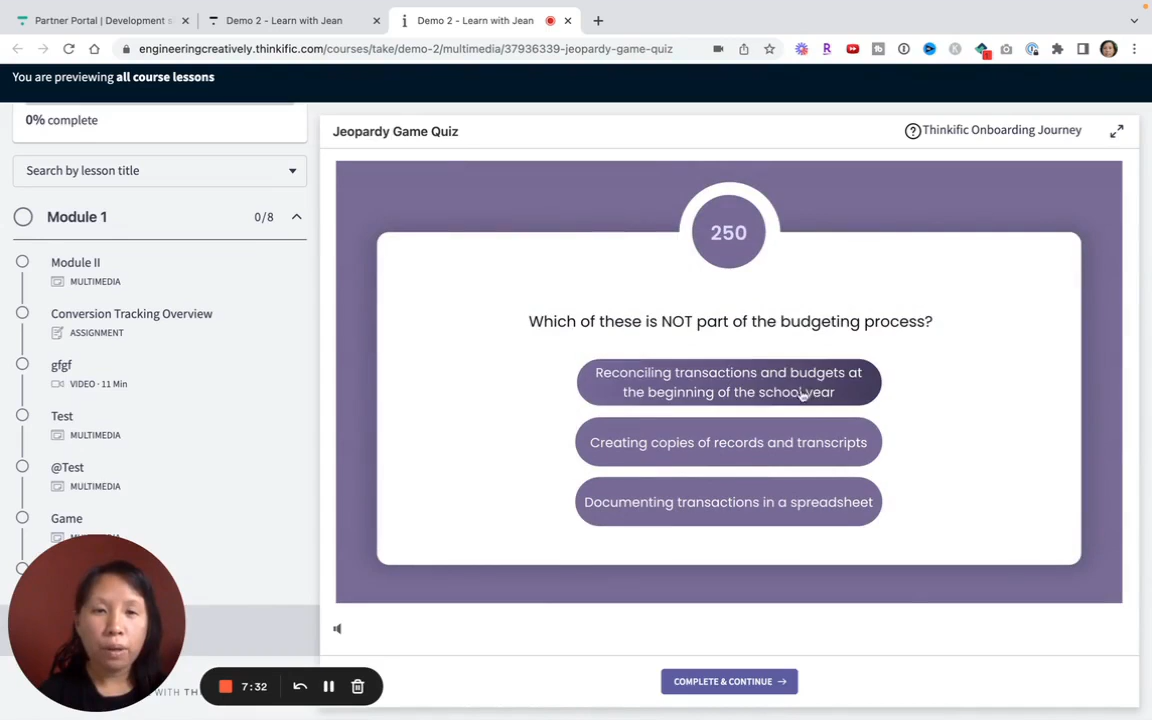 Partner Portal | Development s
Demo 2 - Learn with Jean
Demo 2 - Learn with Jean
engineeringcreatively.thinkific.com/courses/take/demo-2/multimedia/37936339-jeopardy-game-quiz
You are previewing all course lessons
0% complete
Search by lesson title
Module 1 0/8
Module II
MULTIMEDIA
Conversion Tracking Overview
ASSIGNMENT
gfgf
VIDEO · 11 Min
Test
MULTIMEDIA
@Test
MULTIMEDIA
Game
WITH TH
7:32
Jeopardy Game Quiz
Thinkific Onboarding Journey
250
Which of these is NOT part of the budgeting process?
Reconciling transactions and budgets at
the beginning of the school year
Creating copies of records and transcripts
Documenting transactions in a spreadsheet
COMPLETE & CONTINUE →